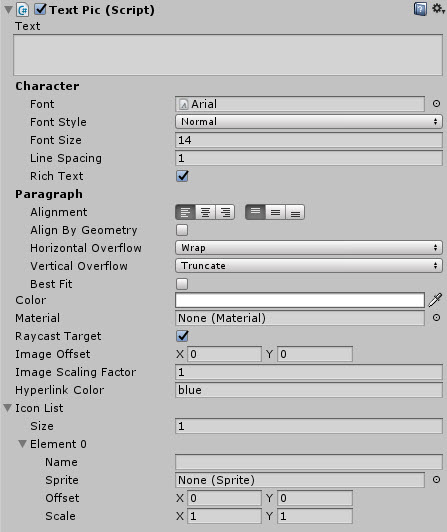 Text Pic (Script)
Text
Character
Font Arial
Font Style Normal
Font Size 14
Line Spacing 1
Rich Text
Paragraph
Alignment
Align By Geometry
Horizontal Overflow Wrap
Vertical Overflow Truncate
Best Fit
Color
Material None (Material)
Raycast Target
Image Offset X 0 Y 0
Image Scaling Factor 1
Hyperlink Color blue
Icon List
Size 1
Element 0
Name
Sprite None (Sprite)
Offset X 0 Y 0
Scale X 1 Y 1